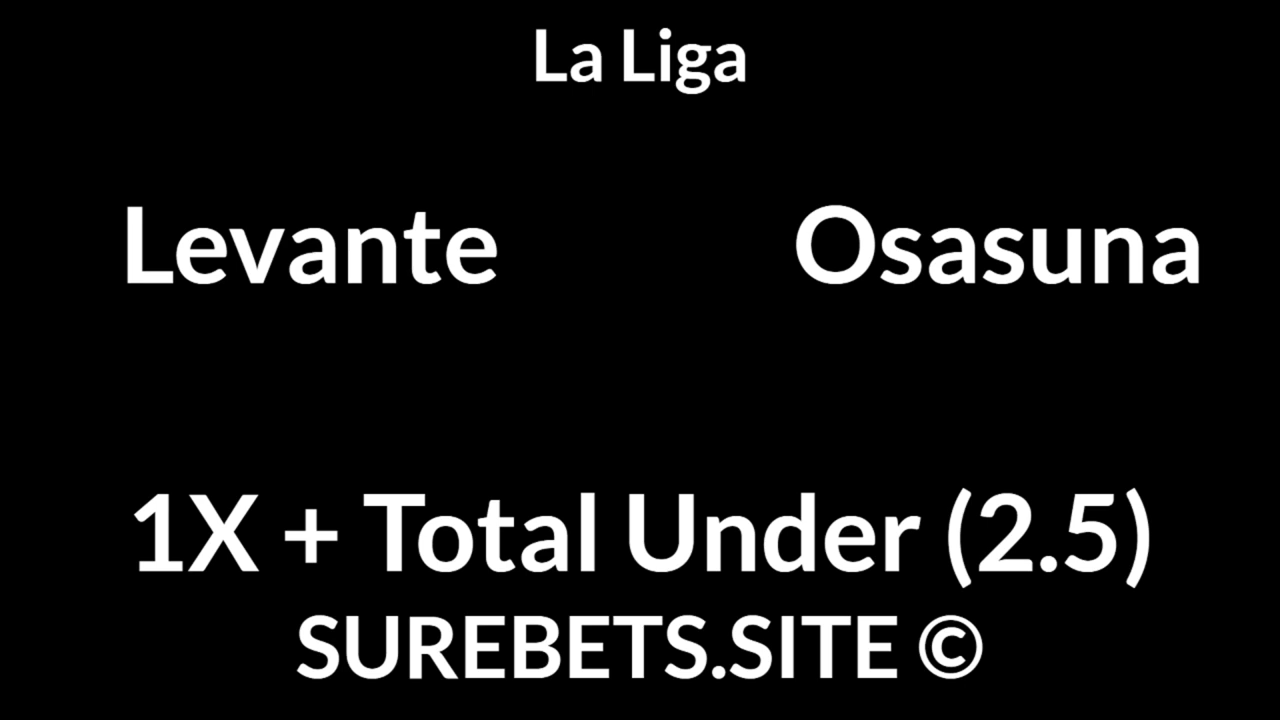 La Liga
Levante Osasuna
1X + Total Under (2.5)
SUREBETS.SITE ©